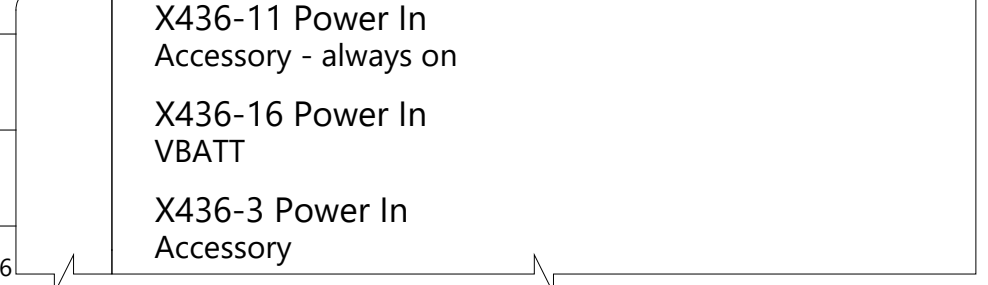 X436-11 Power In
Accessory - always on
X436-16 Power In
VBATT
X436-3 Power In
Accessory
6